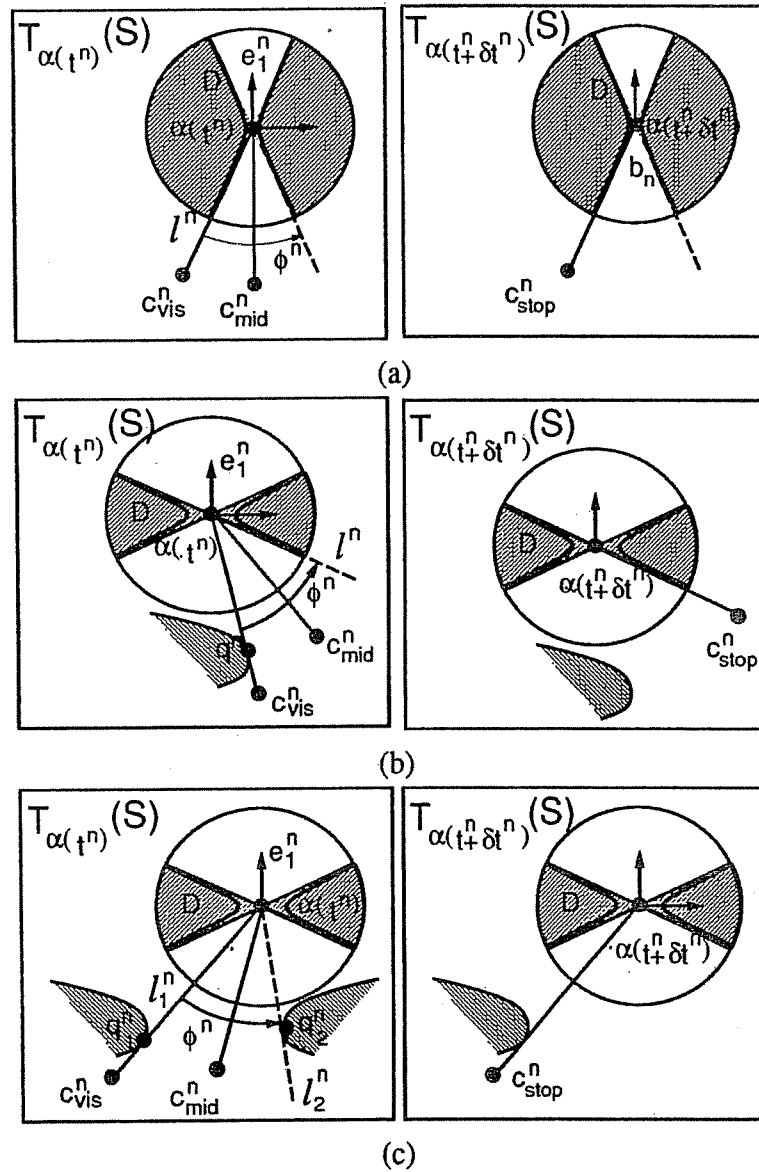 T_α(t^n)(S)
e_1^n
D
α(t^n)
l^n
ϕ^n
c_vis^n
c_mid^n
T_α(t^n+δt^n)(S)
D
α(t^n+δt^n)
b_n
c_stop^n
(a)
T_α(t^n)(S)
e_1^n
D
α(t^n)
l^n
ϕ^n
q^n
c_mid^n
c_vis^n
T_α(t^n+δt^n)(S)
D
α(t^n+δt^n)
c_stop^n
(b)
T_α(t^n)(S)
e_1^n
D
α(t^n)
l_1^n
q_1^n
ϕ^n
q_2^n
c_vis^n
c_mid^n
l_2^n
T_α(t^n+δt^n)(S)
D
α(t^n+δt^n)
c_stop^n
(c)